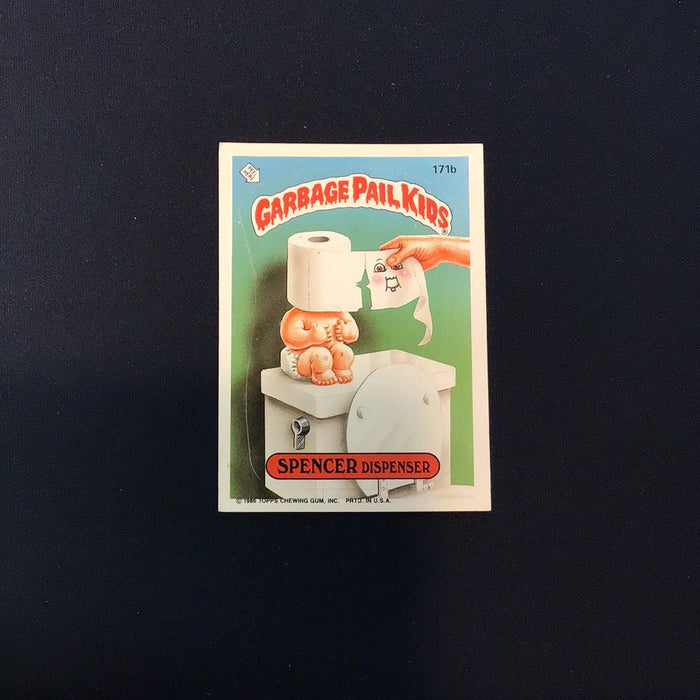 171b
GARBAGE PAIL KIDS®
SPENCER DISPENSER
© 1986 TOPPS CHEWING GUM, INC. PRTD. IN U.S.A.